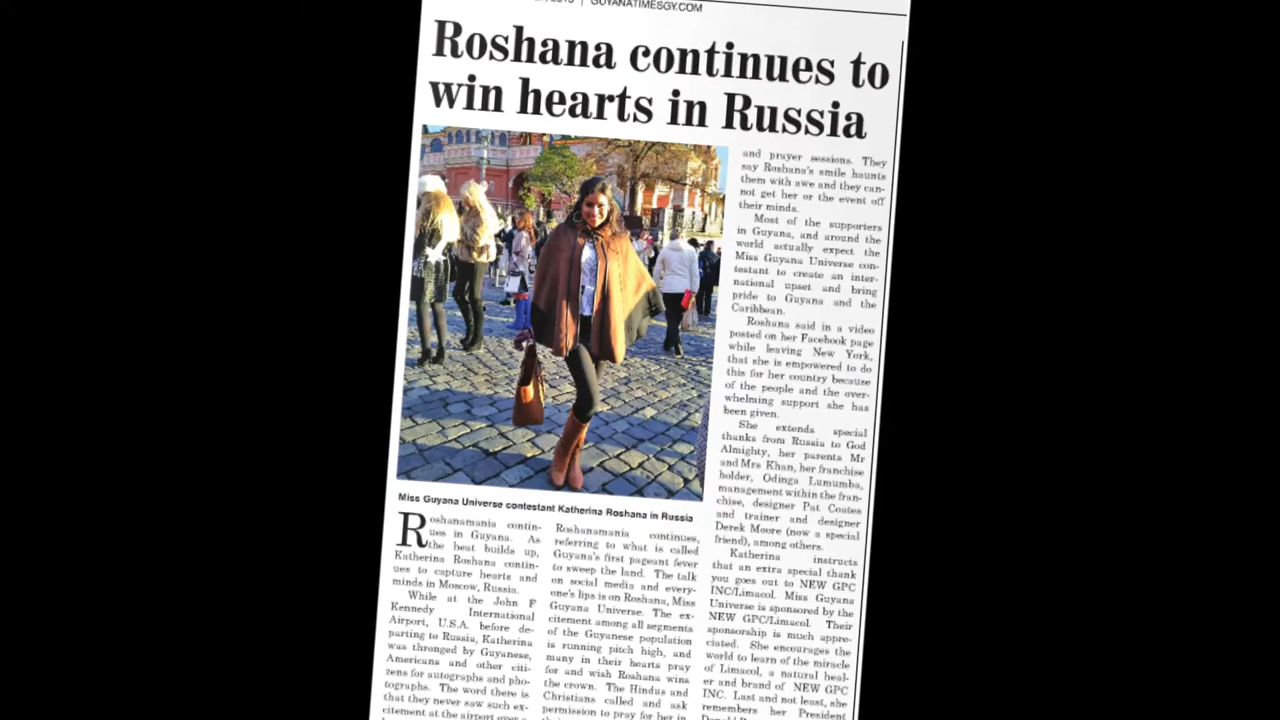 GUYANATIMESGY.COM
Roshana continues to
win hearts in Russia
Miss Guyana Universe contestant Katherina Roshana in Russia
Roshanamania contin-
ues in Guyana. As
the heat builds up,
Katherina Roshana contin-
ues to capture hearts and
minds in Moscow, Russia.
While at the John F
Kennedy International
Airport, U.S.A. before de-
parting to Russia, Katherina
was thronged by Guyanese,
Americans and other citi-
zens for autographs and pho-
tographs. The word there is
that they never saw such ex-
citement at the airport over a
Roshanamania continues,
referring to what is called
Guyana's first pageant fever
to sweep the land. The talk
on social media and every-
one's lips is on Roshana, Miss
Guyana Universe. The ex-
citement among all segments
of the Guyanese population
is running pitch high, and
many in their hearts pray
for and wish Roshana wins
the crown. The Hindus and
Christians called and ask
permission to pray for her in
and prayer sessions. They
say Roshana's smile haunts
them with awe and they can-
not get her or the event off
their minds.
Most of the supporters
in Guyana, and around the
world actually expect the
Miss Guyana Universe con-
testant to create an inter-
national upset and bring
pride to Guyana and the
Caribbean.
Roshana said in a video
posted on her Facebook page
while leaving New York,
that she is empowered to do
this for her country because
of the people and the over-
whelming support she has
been given.
She extends special
thanks from Russia to God
Almighty, her parents Mr
and Mrs Khan, her franchise
holder, Odinga Lumumba,
management within the fran-
chise, designer Pat Coates
and trainer and designer
Derek Moore (now a special
friend), among others.
Katherina instructs
that an extra special thank
you goes out to NEW GPC
INC/Limacol. Miss Guyana
Universe is sponsored by the
NEW GPC/Limacol. Their
sponsorship is much appre-
ciated. She encourages the
world to learn of the miracle
of Limacol, a natural heal-
er and brand of NEW GPC
INC. Last and not least, she
remembers her President